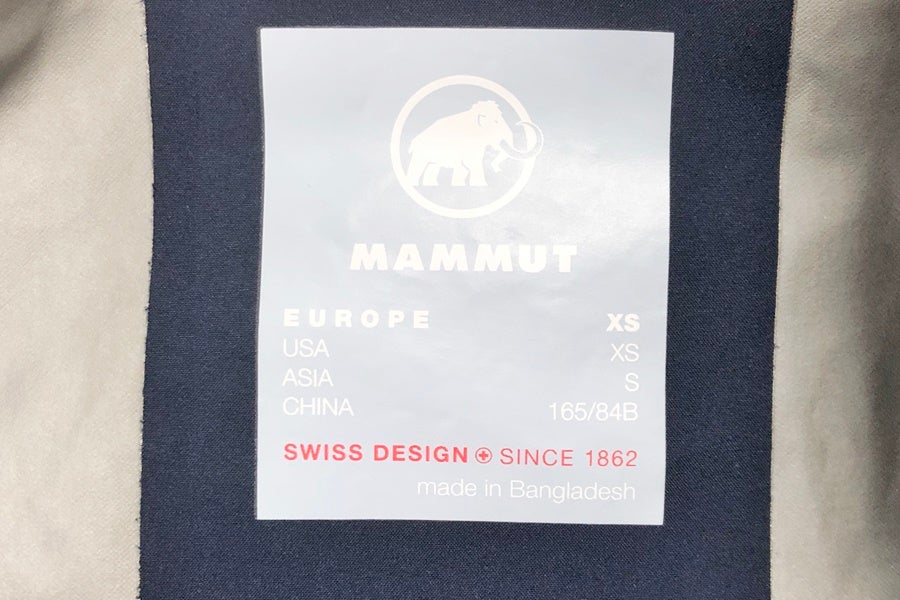 MAMMUT
EUROPE XS
USA XS
ASIA S
CHINA 165/84B
SWISS DESIGN SINCE 1862
made in Bangladesh